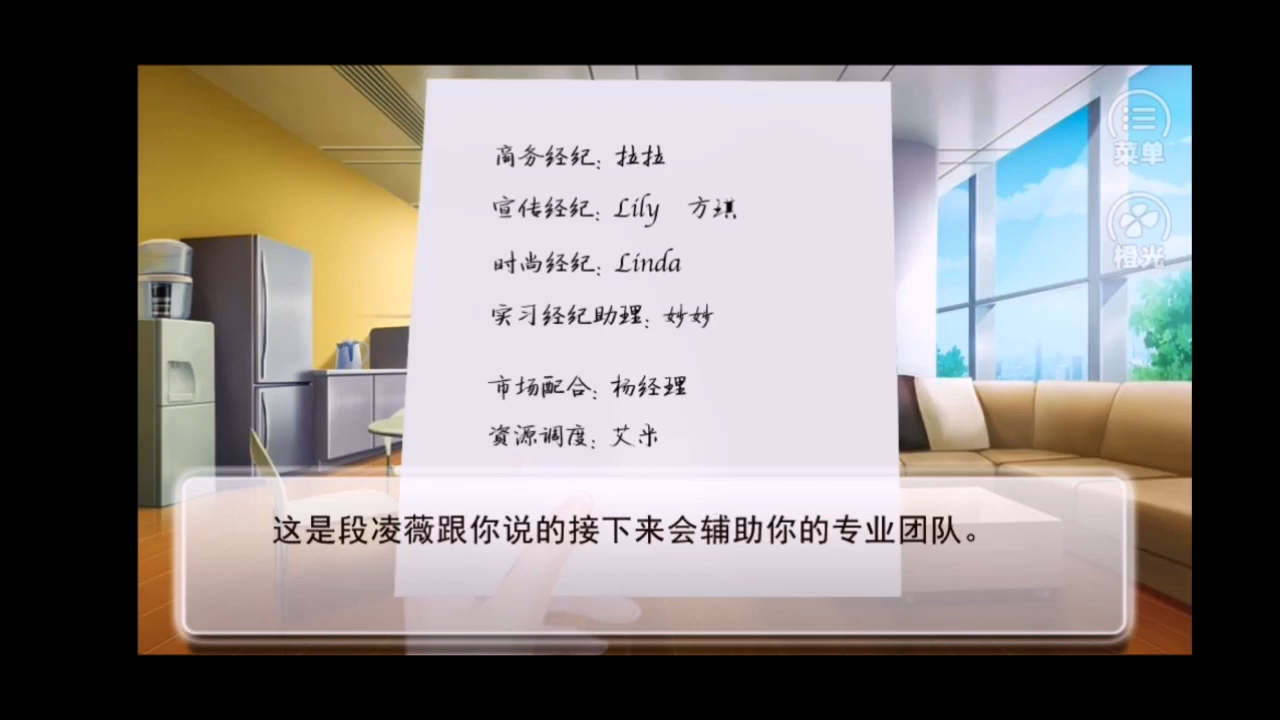 商务经纪：拉拉
宣传经纪：Lily 方琪
时尚经纪：Linda
实习经纪助理：妙妙
市场配合：杨经理
資源调度：艾米
菜单
橙光
这是段凌薇跟你说的接下来会辅助你的专业团队。